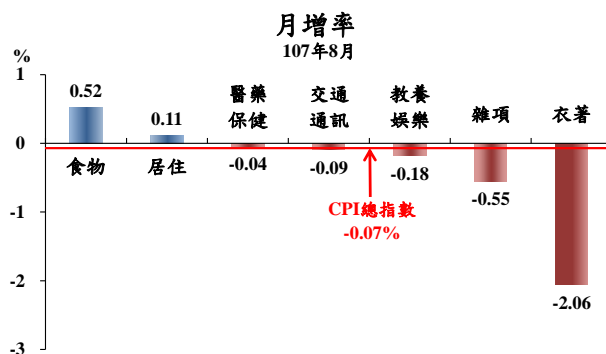 月增率
107年8月
%
1
0
-1
-2
-3
0.52
食物
0.11
居住
醫藥
保健
-0.04
交通
通訊
-0.09
教養
娛樂
-0.18
雜項
-0.55
衣著
-2.06
CPI總指數
-0.07%